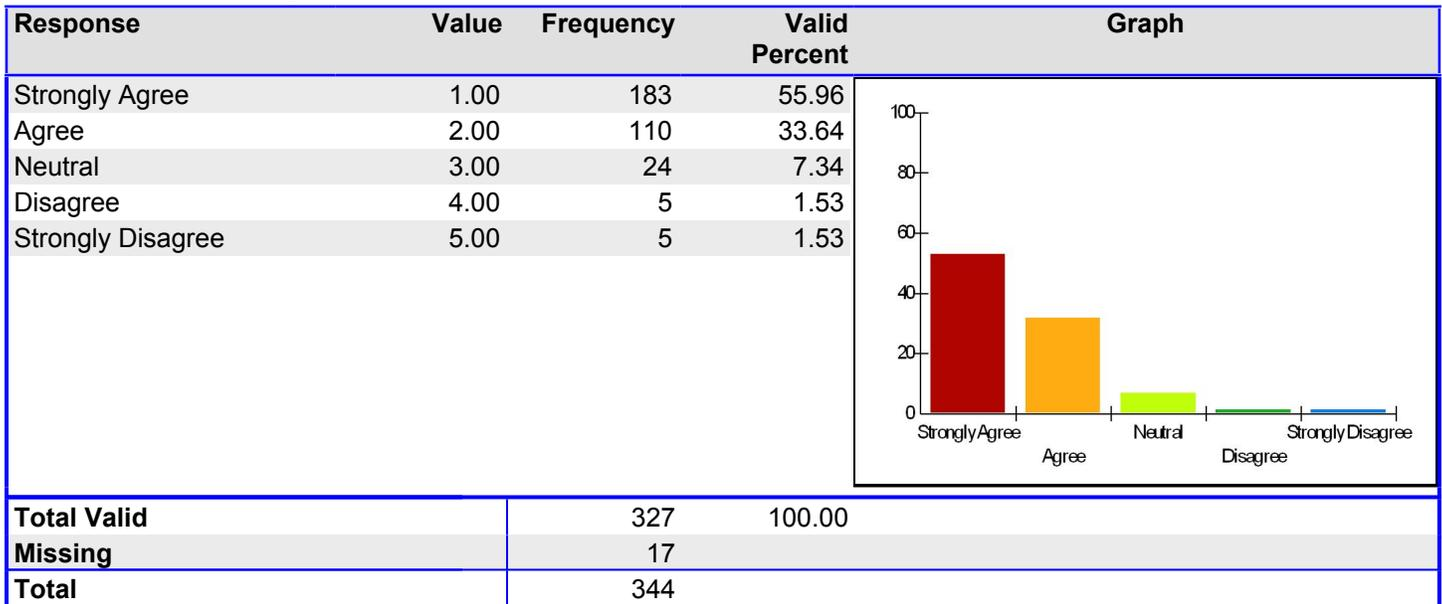 Response Value Frequency Valid Percent Graph
Strongly Agree 1.00 183 55.96
Agree 2.00 110 33.64
Neutral 3.00 24 7.34
Disagree 4.00 5 1.53
Strongly Disagree 5.00 5 1.53
100
80
60
40
20
0
Strongly Agree Neutral Strongly Disagree
Agree Disagree
Total Valid 327 100.00
Missing 17
Total 344